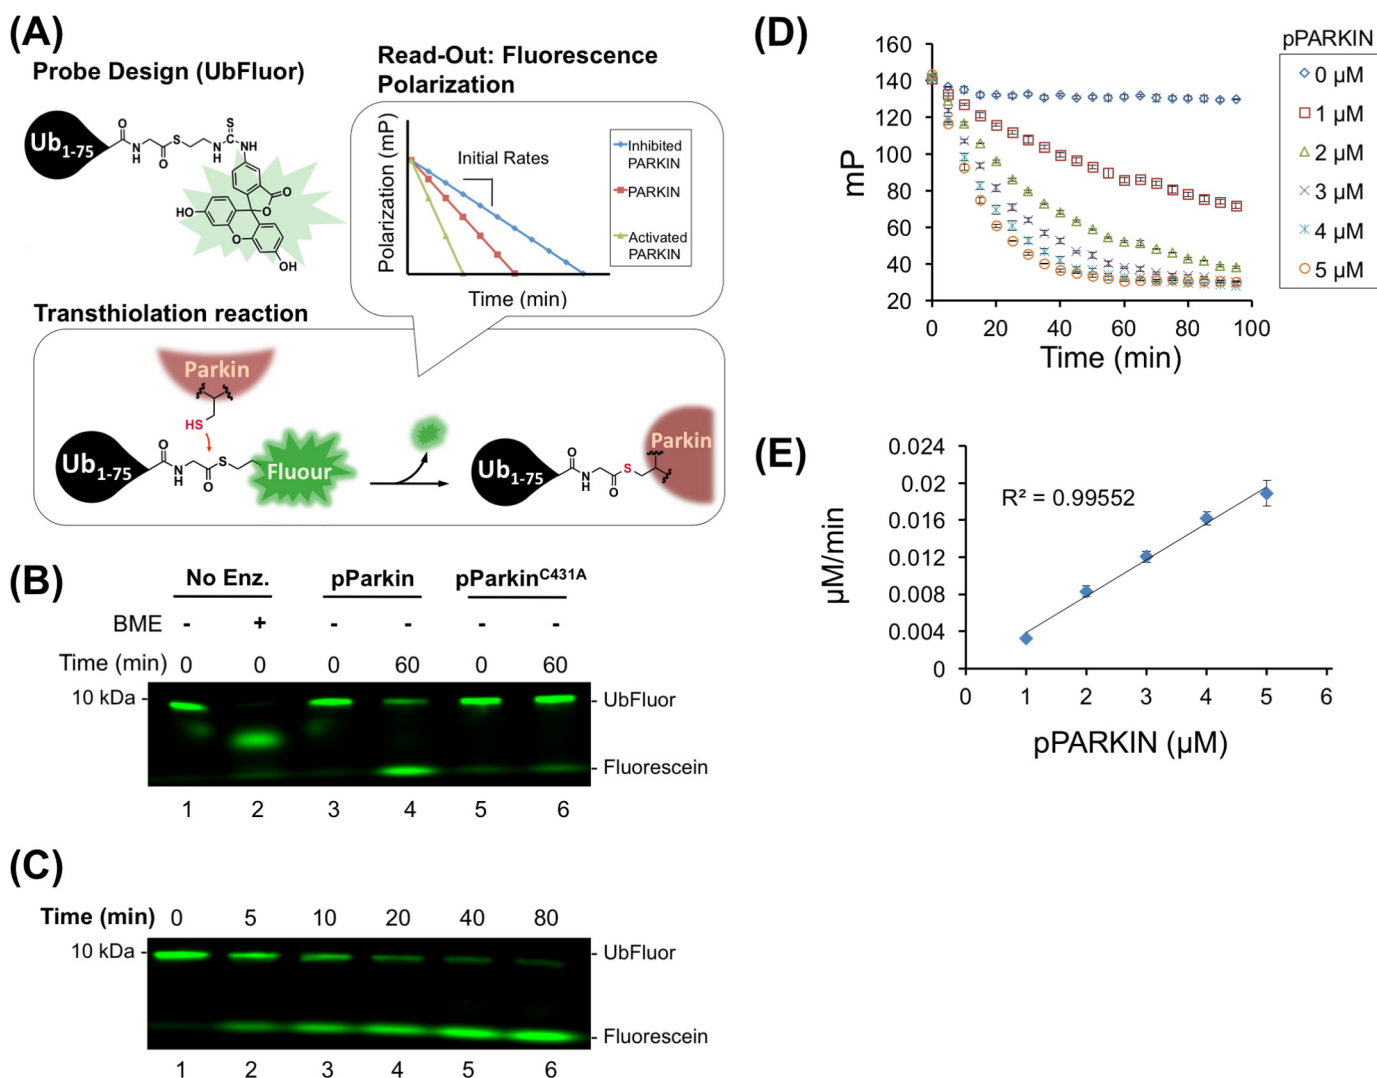 (A)
Probe Design (UbFluor)
Ub1-75
O
N
H
O
S
N
H
S
NH
O
O
HO
O
OH
Read-Out: Fluorescence
Polarization
Polarization (mP)
Initial Rates
Inhibited
PARKIN
PARKIN
Activated
PARKIN
Time (min)
Transthiolation reaction
Parkin
HS
Ub1-75
O
N
H
O
S
Fluour
Ub1-75
O
N
H
O
S
Parkin
(B)
No Enz. pParkin pParkinC431A
BME - + - - - -
Time (min) 0 0 0 60 0 60
10 kDa - - UbFluor
- Fluorescein
1 2 3 4 5 6
(C)
Time (min) 0 5 10 20 40 80
10 kDa - - UbFluor
- Fluorescein
1 2 3 4 5 6
(D)
160
140
120
100
80
60
40
20
mP
0 20 40 60 80 100
Time (min)
pPARKIN
0 µM
1 µM
2 µM
3 µM
4 µM
5 µM
(E)
0.024
0.02
0.016
0.012
0.008
0.004
0
µM/min
R² = 0.99552
0 1 2 3 4 5 6
pPARKIN (µM)